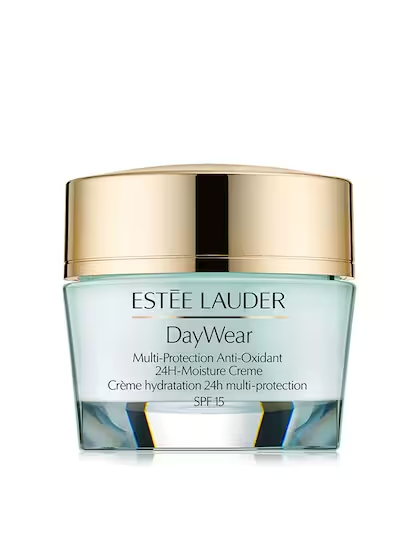 ESTĒE LAUDER
DayWear
Multi-Protection Anti-Oxidant
24H-Moisture Creme
Crème hydratation 24h multi-protection
SPF 15